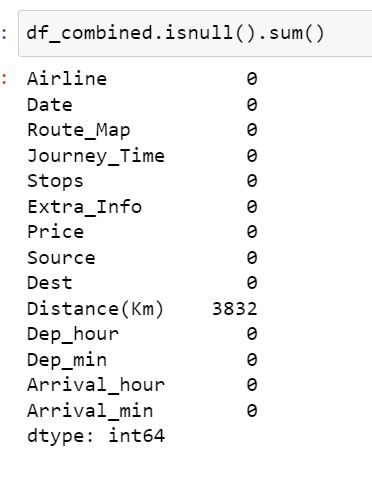 : df_combined.isnull().sum()
: Airline 0
Date 0
Route_Map 0
Journey_Time 0
Stops 0
Extra_Info 0
Price 0
Source 0
Dest 0
Distance(Km) 3832
Dep_hour 0
Dep_min 0
Arrival_hour 0
Arrival_min 0
dtype: int64